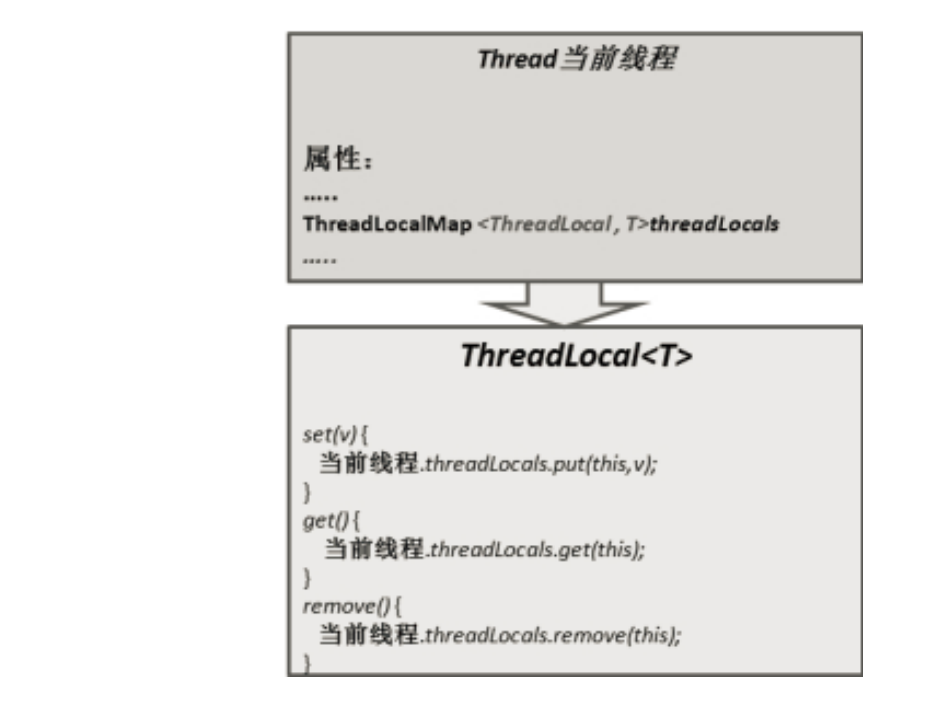 Thread当前线程
属性：
.....
ThreadLocalMap <ThreadLocal , T>threadLocals
.....
ThreadLocal<T>
set(v) {
当前线程.threadLocals.put(this,v);
}
get() {
当前线程.threadLocals.get(this);
}
remove() {
当前线程.threadLocals.remove(this);
}